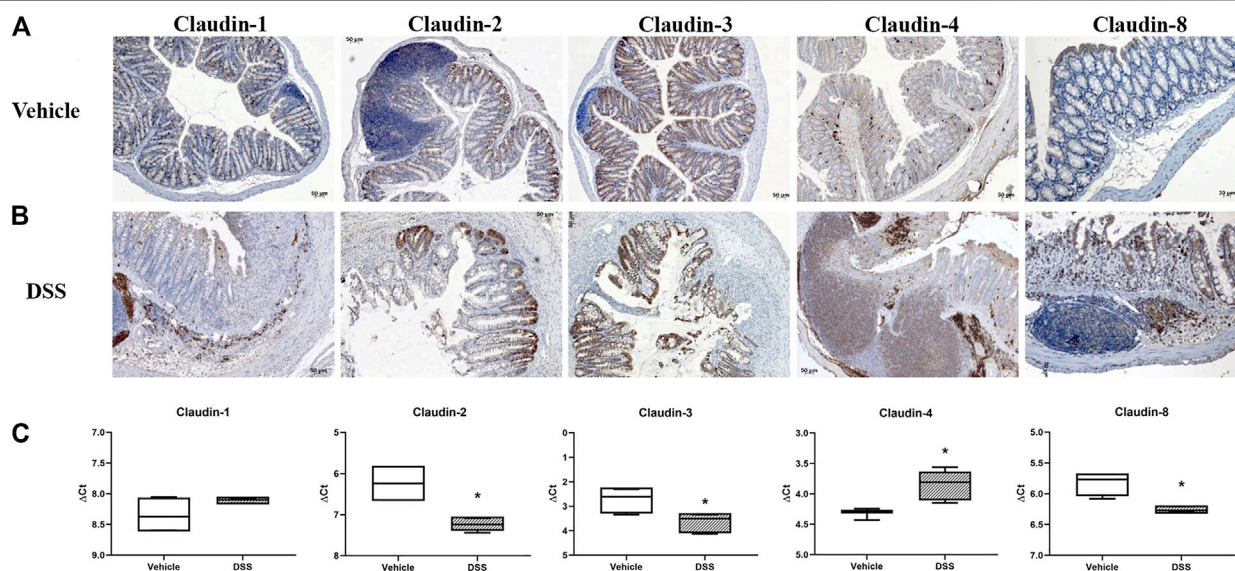 A
Claudin-1 Claudin-2 Claudin-3 Claudin-4 Claudin-8
Vehicle
50 µm
50 µm
50 µm
50 µm
20 µm
B
DSS
50 µm
50 µm
50 µm
50 µm
C
Claudin-1
ΔCt
7.0
7.5
8.0
8.5
9.0
Vehicle DSS
Claudin-2
ΔCt
5
6
7
8
*
Vehicle DSS
Claudin-3
ΔCt
0
1
2
3
4
5
*
Vehicle DSS
Claudin-4
ΔCt
3.0
3.5
4.0
4.5
5.0
*
Vehicle DSS
Claudin-8
ΔCt
5.0
5.5
6.0
6.5
7.0
*
Vehicle DSS